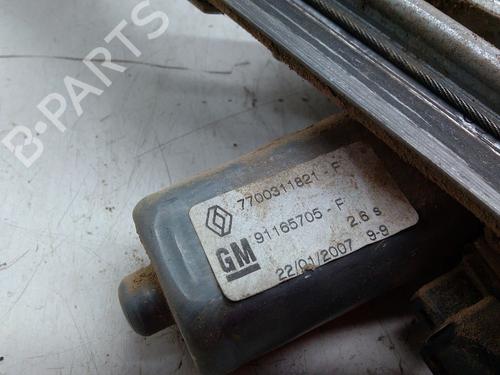 B-PARTS
7700311821 - F
GM 91165705 - F
2.6 s
22/01/2007 9-9